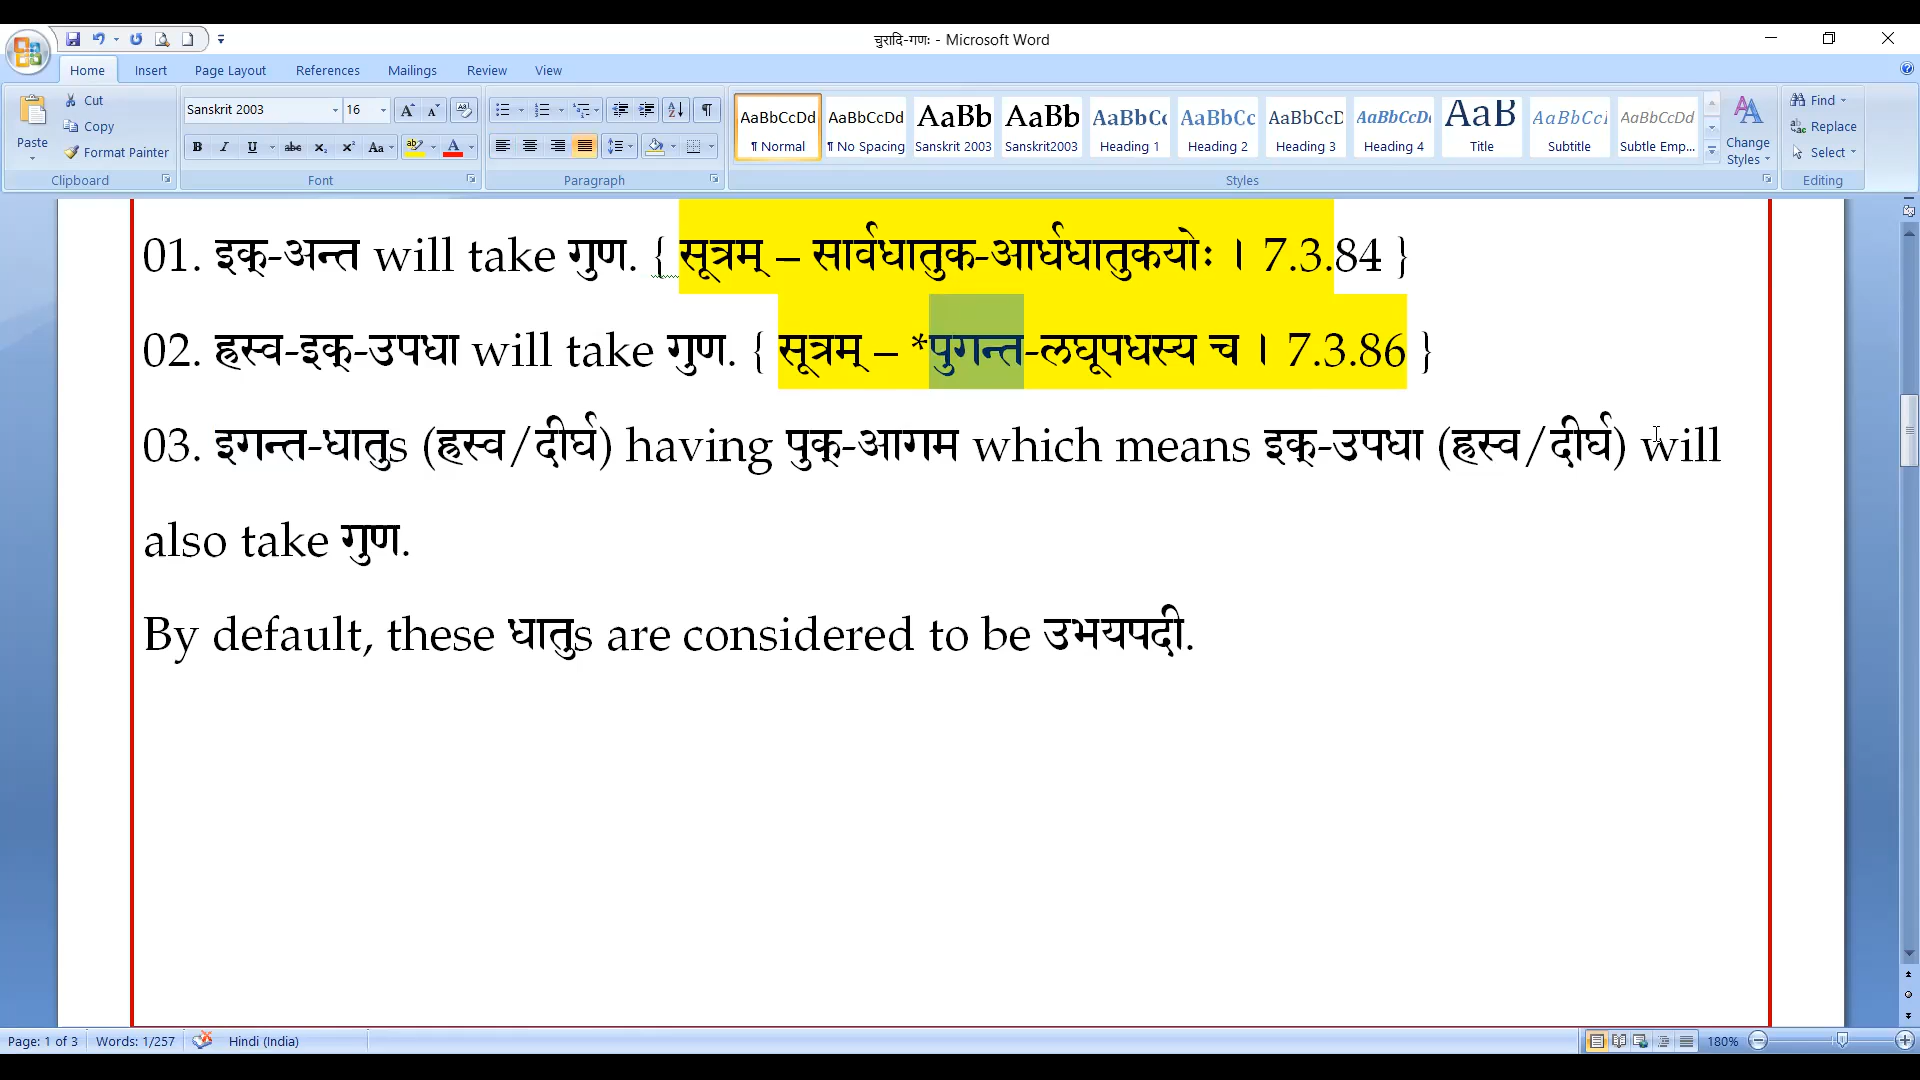 चुरादि-गणः - Microsoft Word
Home Insert Page Layout References Mailings Review View
Paste Cut Copy Format Painter
Sanskrit 2003 16
AaBbCcDd AaBbCcDd AaBb AaBb AaBbCc AaBbCc AaBbCcD AaBbCcDc AaB AaBbCcl AaBbCcDd
¶ Normal ¶ No Spacing Sanskrit 2003 Sanskrit2003 Heading 1 Heading 2 Heading 3 Heading 4 Title Subtitle Subtle Emp...
Change Styles
Find Replace Select
Clipboard Font Paragraph Styles Editing
01. इक्-अन्त will take गुण. { सूत्रम् – सार्वधातुक-आर्धधातुकयोः । 7.3.84 }
02. ह्रस्व-इक्-उपधा will take गुण. { सूत्रम् – *पुगन्त-लघूपधस्य च । 7.3.86 }
03. इगन्त-धातुs (ह्रस्व/दीर्घ) having पुक्-आगम which means इक्-उपधा (ह्रस्व/दीर्घ) will
also take गुण.
By default, these धातुs are considered to be उभयपदी.
Page: 1 of 3 Words: 1/257 Hindi (India) 180%